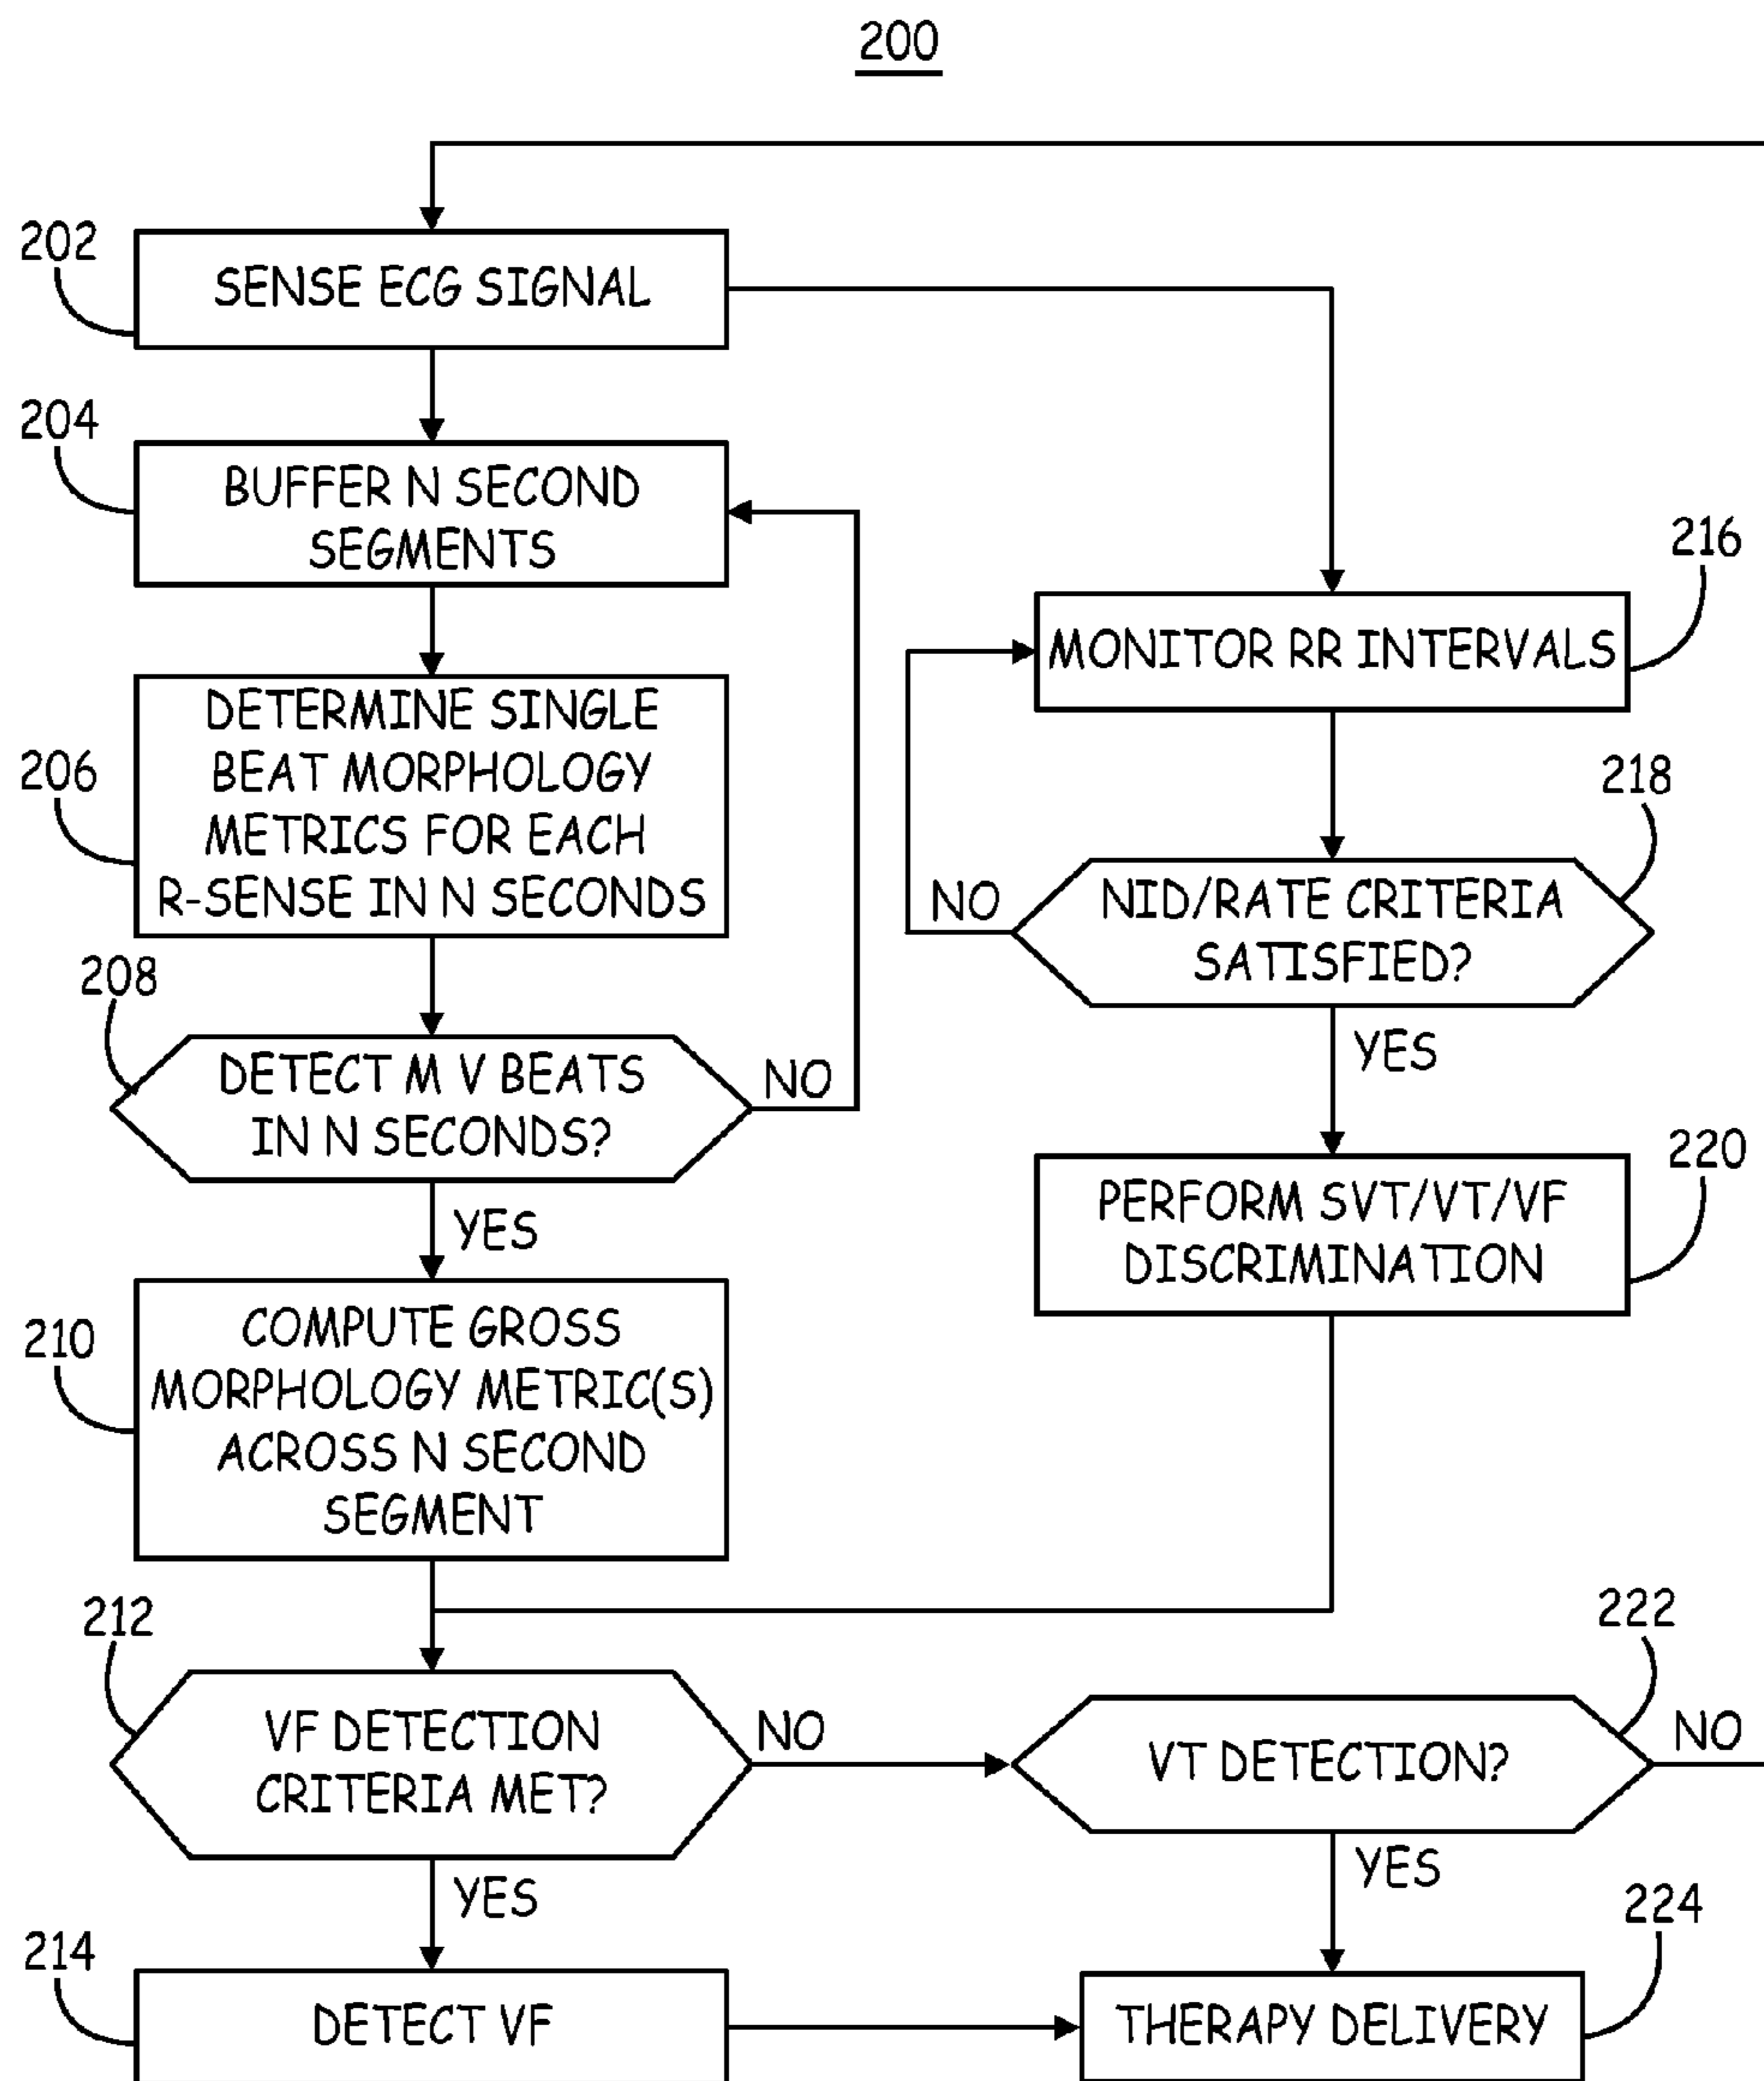 200
202
SENSE ECG SIGNAL
204
BUFFER N SECOND
SEGMENTS
216
MONITOR RR INTERVALS
206
DETERMINE SINGLE
BEAT MORPHOLOGY
METRICS FOR EACH
R-SENSE IN N SECONDS
218
NO
NID/RATE CRITERIA
SATISFIED?
YES
208
DETECT M V BEATS
IN N SECONDS?
NO
YES
220
PERFORM SVT/VT/VF
DISCRIMINATION
210
COMPUTE GROSS
MORPHOLOGY METRIC(S)
ACROSS N SECOND
SEGMENT
212
VF DETECTION
CRITERIA MET?
NO
YES
222
VT DETECTION?
NO
YES
214
DETECT VF
224
THERAPY DELIVERY